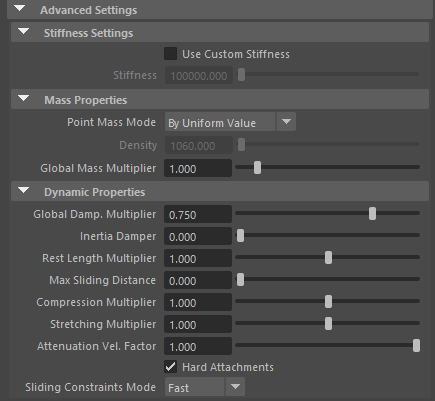 Advanced Settings
Stiffness Settings
Use Custom Stiffness
Stiffness 100000.000
Mass Properties
Point Mass Mode By Uniform Value
Density 1060.000
Global Mass Multiplier 1.000
Dynamic Properties
Global Damp. Multiplier 0.750
Inertia Damper 0.000
Rest Length Multiplier 1.000
Max Sliding Distance 0.000
Compression Multiplier 1.000
Stretching Multiplier 1.000
Attenuation Vel. Factor 1.000
Hard Attachments
Sliding Constraints Mode Fast